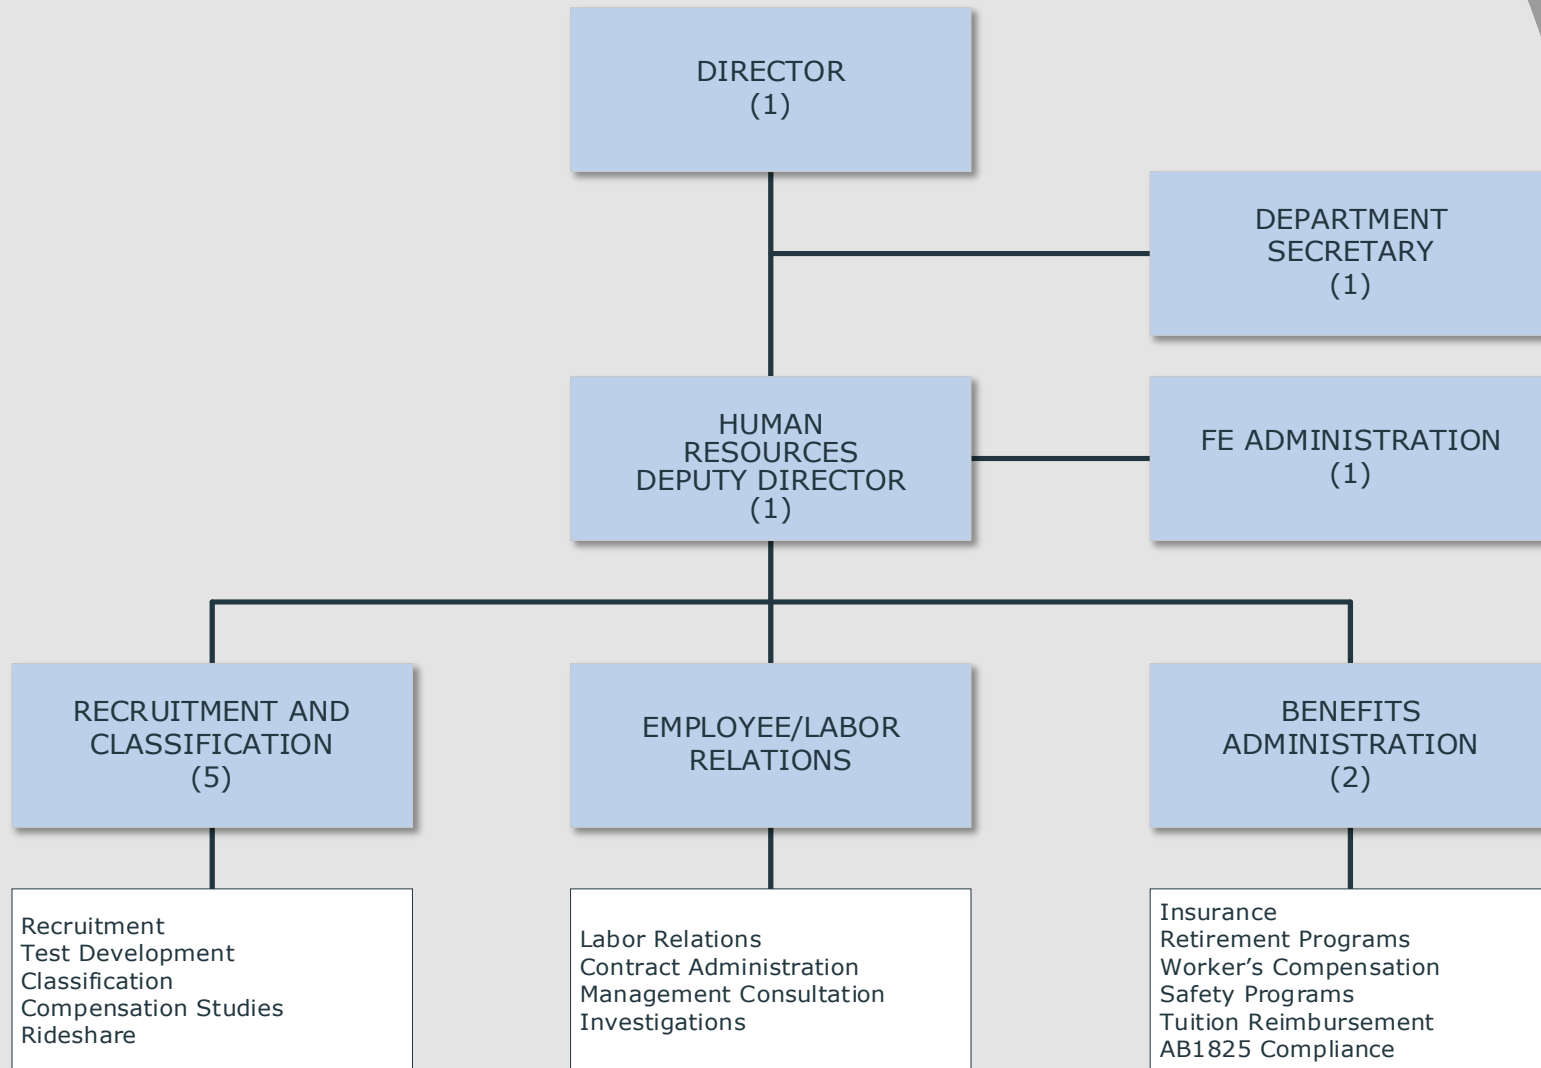 DIRECTOR
(1)
DEPARTMENT
SECRETARY
(1)
HUMAN
RESOURCES
DEPUTY DIRECTOR
(1)
FE ADMINISTRATION
(1)
RECRUITMENT AND
CLASSIFICATION
(5)
EMPLOYEE/LABOR
RELATIONS
BENEFITS
ADMINISTRATION
(2)
Recruitment
Test Development
Classification
Compensation Studies
Rideshare
Labor Relations
Contract Administration
Management Consultation
Investigations
Insurance
Retirement Programs
Worker’s Compensation
Safety Programs
Tuition Reimbursement
AB1825 Compliance